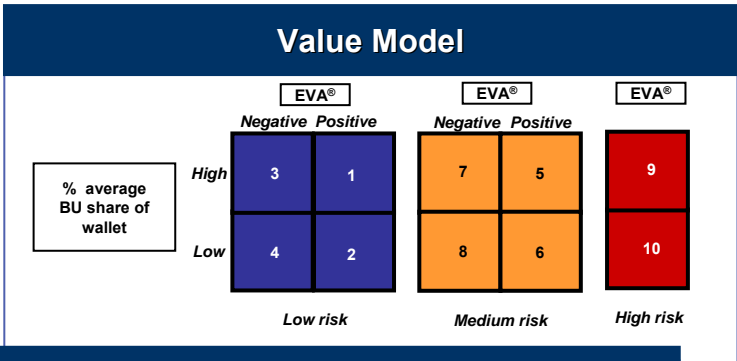 Value Model
EVA® EVA® EVA®
Negative Positive Negative Positive
% average
BU share of
wallet
High 3 1 7 5 9
Low 4 2 8 6 10
Low risk Medium risk High risk